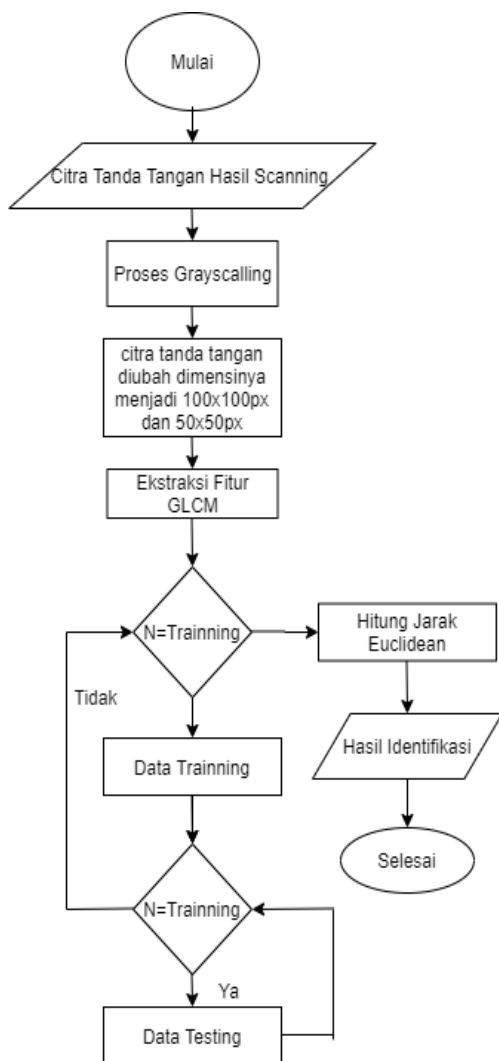 Mulai
Citra Tanda Tangan Hasil Scanning
Proses Grayscalling
citra tanda tangan
diubah dimensinya
menjadi 100x100px
dan 50x50px
Ekstraksi Fitur
GLCM
N=Trainning
Hitung Jarak
Euclidean
Tidak
Hasil Identifikasi
Data Trainning
Selesai
N=Trainning
Ya
Data Testing